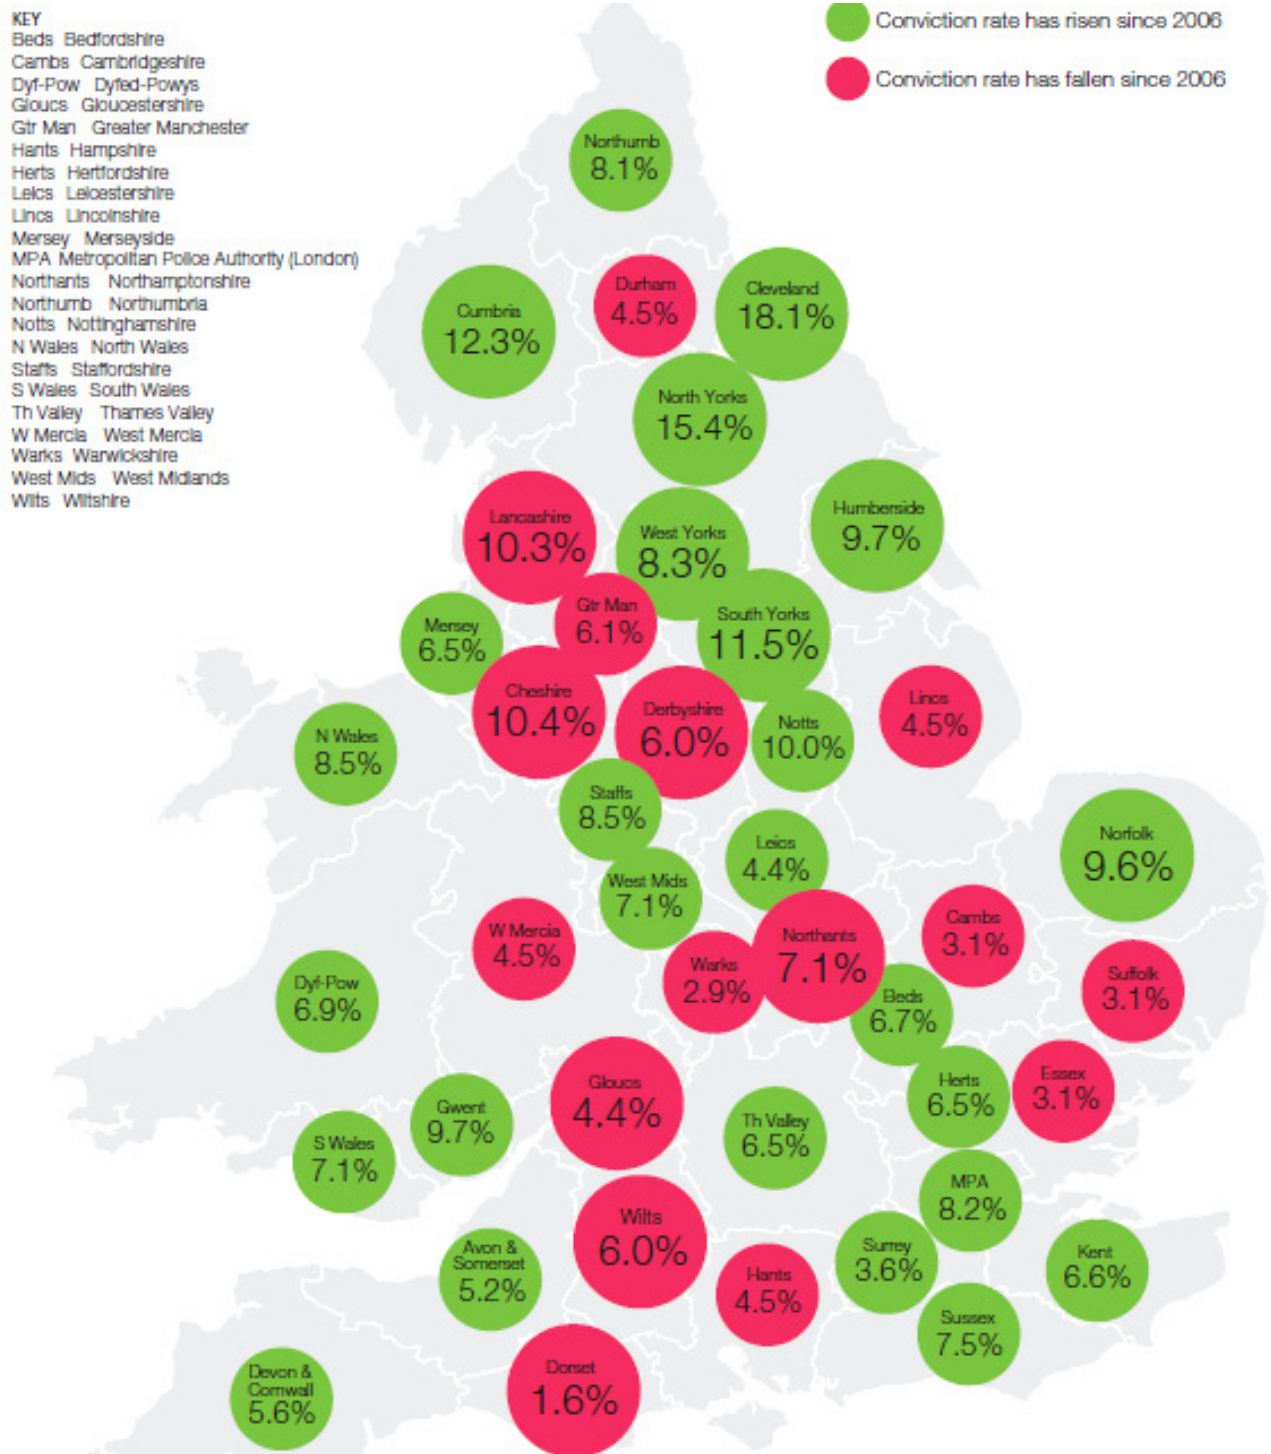 KEY
Beds Bedfordshire
Cambs Cambridgeshire
Dyf-Pow Dyfed-Powys
Gloucs Gloucestershire
Gtr Man Greater Manchester
Hants Hampshire
Herts Hertfordshire
Leics Leicestershire
Lincs Lincolnshire
Mersey Merseyside
MPA Metropolitan Police Authority (London)
Northants Northamptonshire
Northumb Northumbria
Notts Nottinghamshire
N Wales North Wales
Staffs Staffordshire
S Wales South Wales
Th Valley Thames Valley
W Mercia West Mercia
Warks Warwickshire
West Mids West Midlands
Wilts Wiltshire
Conviction rate has risen since 2006
Conviction rate has fallen since 2006
Northumb
8.1%
Durham
4.5%
Cleveland
18.1%
Cumbria
12.3%
North Yorks
15.4%
Humberside
9.7%
Lancashire
10.3%
West Yorks
8.3%
Gtr Man
6.1%
South Yorks
11.5%
Mersey
6.5%
Cheshire
10.4%
Derbyshire
6.0%
Notts
10.0%
Lincs
4.5%
N Wales
8.5%
Staffs
8.5%
Leics
4.4%
Norfolk
9.6%
West Mids
7.1%
W Mercia
4.5%
Warks
2.9%
Northants
7.1%
Cambs
3.1%
Suffolk
3.1%
Dyf-Pow
6.9%
Beds
6.7%
Gloucs
4.4%
Herts
6.5%
Essex
3.1%
Gwent
9.7%
Th Valley
6.5%
S Wales
7.1%
MPA
8.2%
Wilts
6.0%
Avon &
Somerset
5.2%
Hants
4.5%
Surrey
3.6%
Kent
6.6%
Sussex
7.5%
Devon &
Cornwall
5.6%
Dorset
1.6%